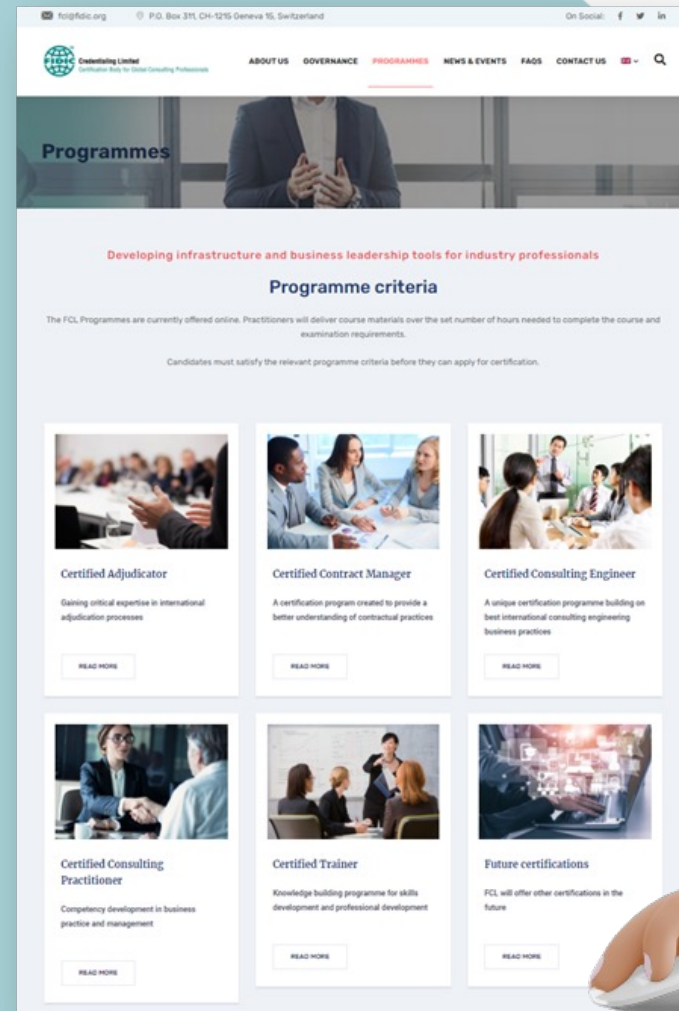 fcl@fidic.org P.O. Box 311, CH-1215 Geneva 15, Switzerland On Social:
FIDIC Credentialing Limited
Certification Body for Global Consulting Professionals
ABOUT US GOVERNANCE PROGRAMMES NEWS & EVENTS FAQS CONTACT US
Programmes
Developing infrastructure and business leadership tools for industry professionals
Programme criteria
The FCL Programmes are currently offered online. Practitioners will deliver course materials over the set number of hours needed to complete the course and
examination requirements.
Candidates must satisfy the relevant programme criteria before they can apply for certification.
Certified Adjudicator
Gaining critical expertise in international
adjudication processes
READ MORE
Certified Contract Manager
A certification program created to provide a
better understanding of contractual practices
READ MORE
Certified Consulting Engineer
A unique certification programme building on
best international consulting engineering
business practices
READ MORE
Certified Consulting
Practitioner
Competency development in business
practice and management
READ MORE
Certified Trainer
Knowledge building programme for skills
development and professional development
READ MORE
Future certifications
FCL will offer other certifications in the
future
READ MORE